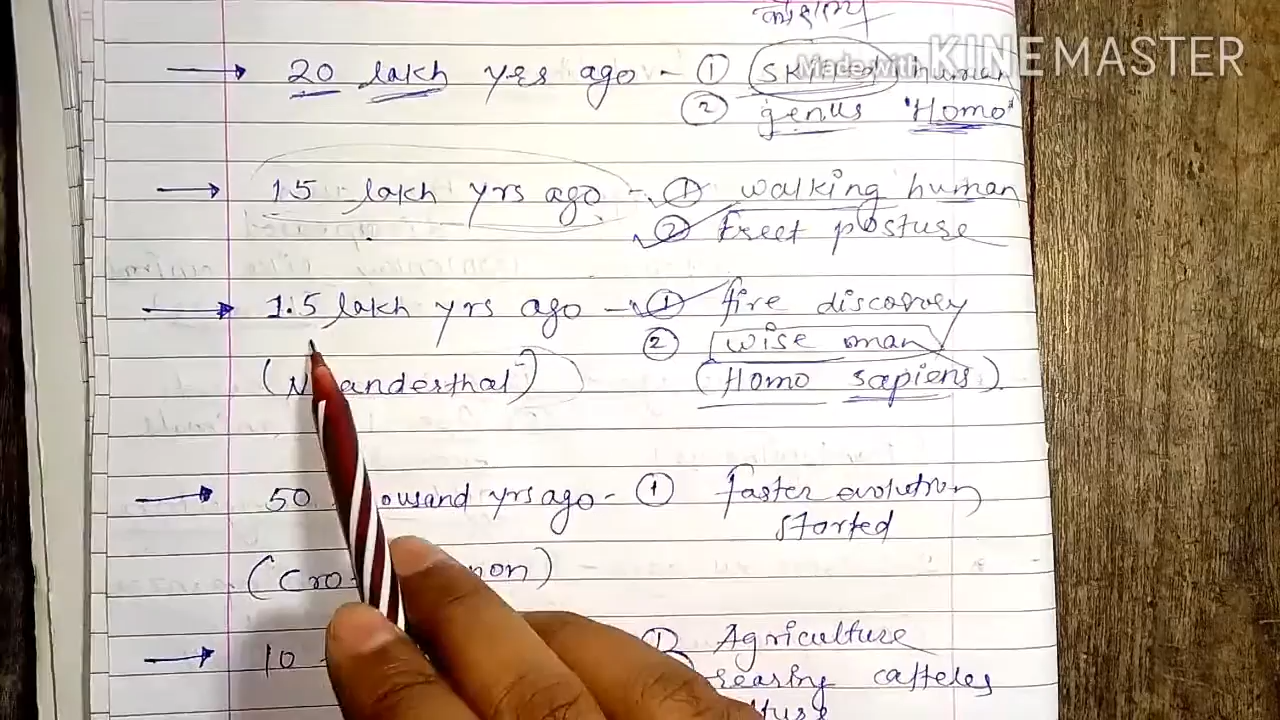 Made with KINEMASTER
→ 20 lakh yrs ago - ① skilled human
② genus 'Homo'
→ 15 lakh yrs ago - ① walking human
② Erect posture
→ 1.5 lakh yrs ago - ① fire discovery
② wise man
(Neanderthal) (Homo sapiens)
→ 50 thousand yrs ago - ① faster evolution
started
(Cro- non)
→ 10 ① Agriculture
rearing catteles